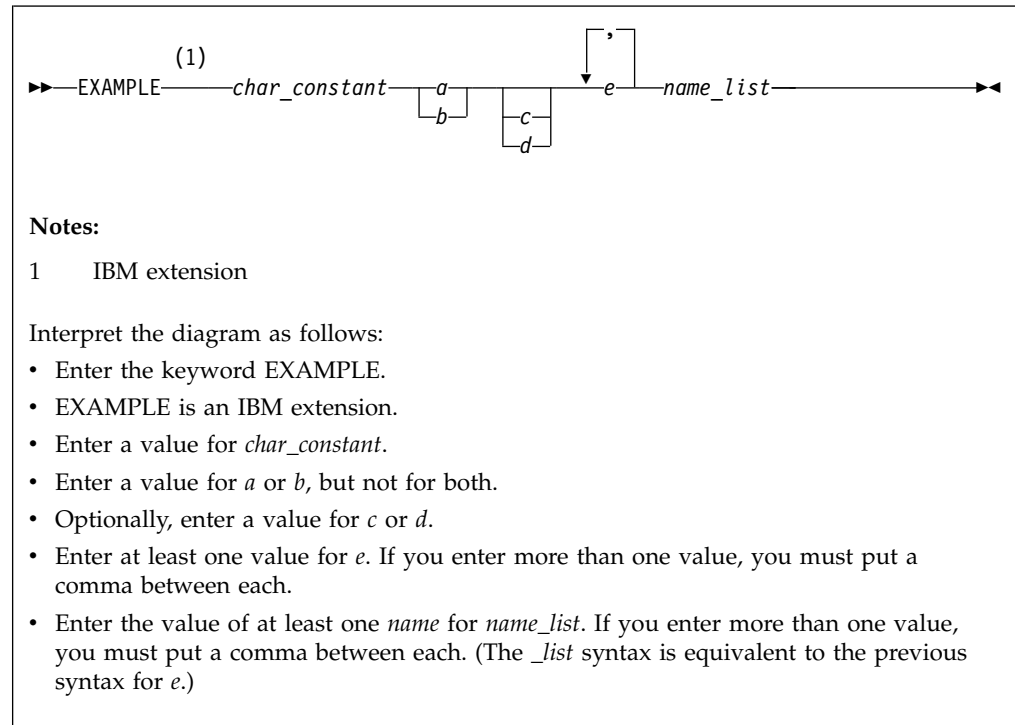 ,
(1)
EXAMPLE char_constant a e name_list
b c
d
Notes:
1 IBM extension
Interpret the diagram as follows:
• Enter the keyword EXAMPLE.
• EXAMPLE is an IBM extension.
• Enter a value for char_constant.
• Enter a value for a or b, but not for both.
• Optionally, enter a value for c or d.
• Enter at least one value for e. If you enter more than one value, you must put a
comma between each.
• Enter the value of at least one name for name_list. If you enter more than one value,
you must put a comma between each. (The _list syntax is equivalent to the previous
syntax for e.)